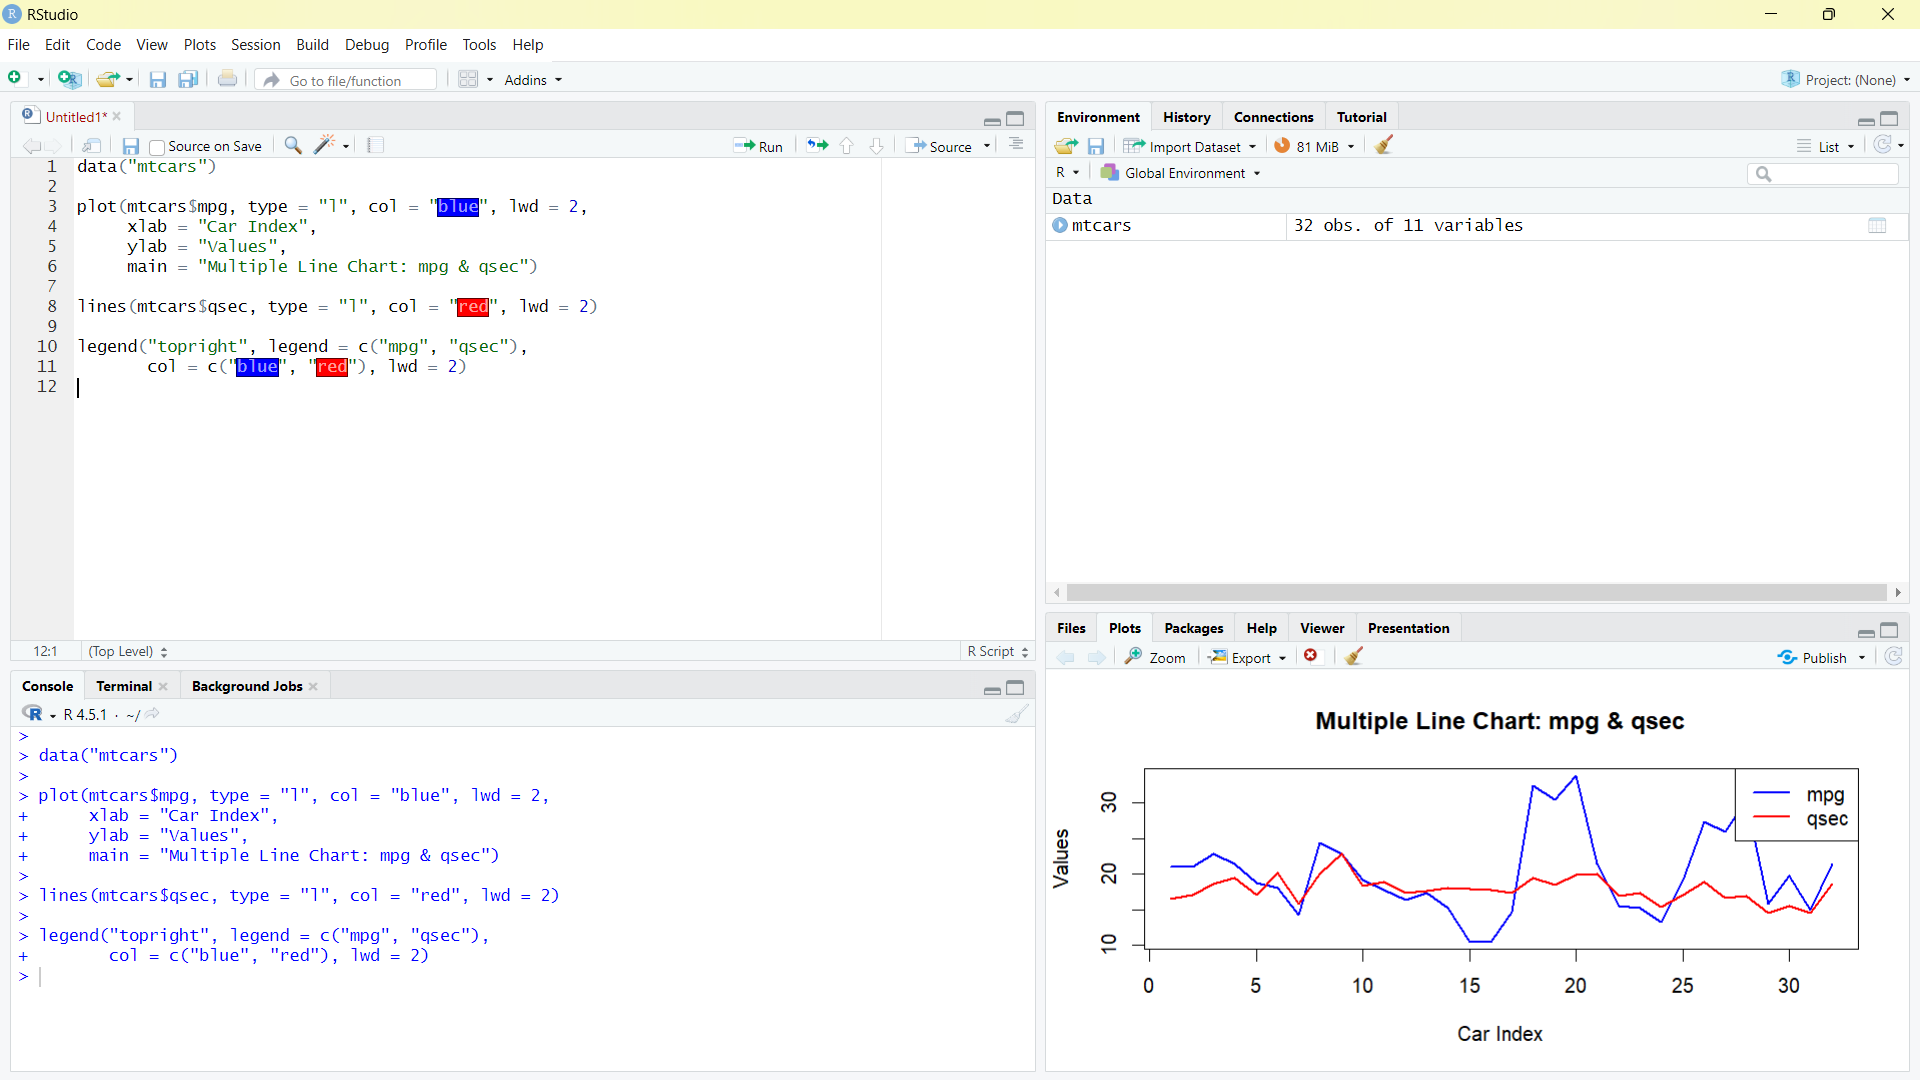 RStudio
File Edit Code View Plots Session Build Debug Profile Tools Help
Go to file/function Addins Project: (None)
Untitled1*
Source on Save Run Source
1 data("mtcars")
2
3 plot(mtcars$mpg, type = "l", col = "blue", lwd = 2,
4 xlab = "Car Index",
5 ylab = "Values",
6 main = "Multiple Line Chart: mpg & qsec")
7
8 lines(mtcars$qsec, type = "l", col = "red", lwd = 2)
9
10 legend("topright", legend = c("mpg", "qsec"),
11 col = c("blue", "red"), lwd = 2)
12
12:1 (Top Level) R Script
Console Terminal Background Jobs
R R 4.5.1 · ~/
>
> data("mtcars")
>
> plot(mtcars$mpg, type = "l", col = "blue", lwd = 2,
+ xlab = "Car Index",
+ ylab = "Values",
+ main = "Multiple Line Chart: mpg & qsec")
>
> lines(mtcars$qsec, type = "l", col = "red", lwd = 2)
>
> legend("topright", legend = c("mpg", "qsec"),
+ col = c("blue", "red"), lwd = 2)
>
Environment History Connections Tutorial
Import Dataset 81 MiB List
R Global Environment
Data
mtcars 32 obs. of 11 variables
Files Plots Packages Help Viewer Presentation
Zoom Export Publish
Multiple Line Chart: mpg & qsec
mpg
qsec
Values
30
20
10
0 5 10 15 20 25 30
Car Index